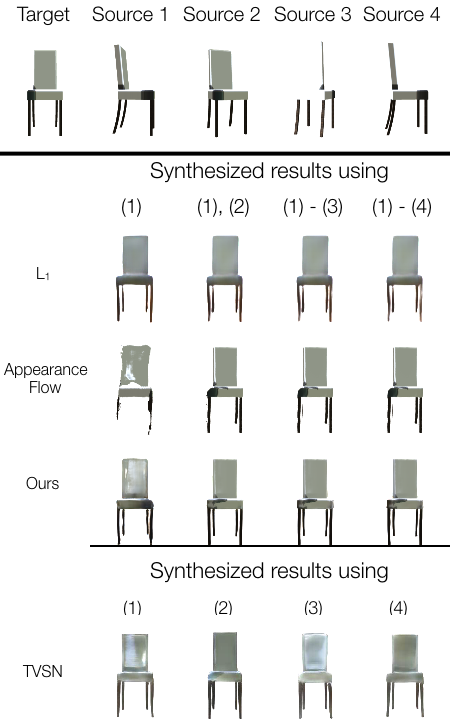 Target Source 1 Source 2 Source 3 Source 4
Synthesized results using
(1) (1), (2) (1) - (3) (1) - (4)
L₁
Appearance
Flow
Ours
Synthesized results using
(1) (2) (3) (4)
TVSN